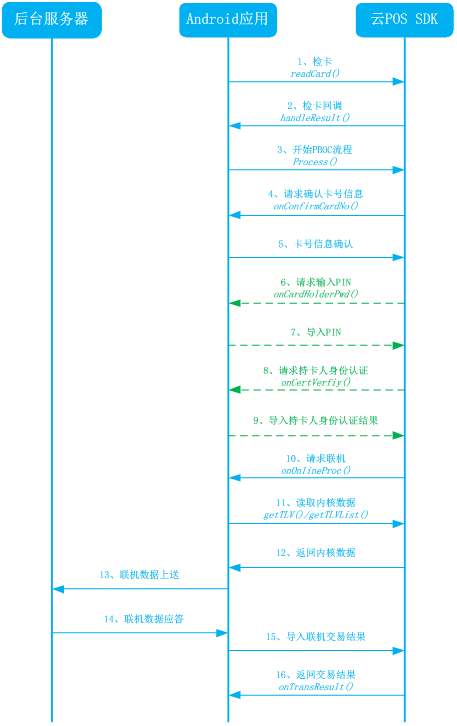 后台服务器
Android应用
云POS SDK
1、检卡
readCard()
2、检卡回调
handleResult()
3、开始PBOC流程
Process()
4、请求确认卡号信息
onConfirmCardNo()
5、卡号信息确认
6、请求输入PIN
onCardHolderPwd()
7、导入PIN
8、请求持卡人身份认证
onCertVerfiy()
9、导入持卡人身份认证结果
10、请求联机
onOnlineProc()
11、读取内核数据
getTLV()/getTLVList()
12、返回内核数据
13、联机数据上送
14、联机数据应答
15、导入联机交易结果
16、返回交易结果
onTransResult()